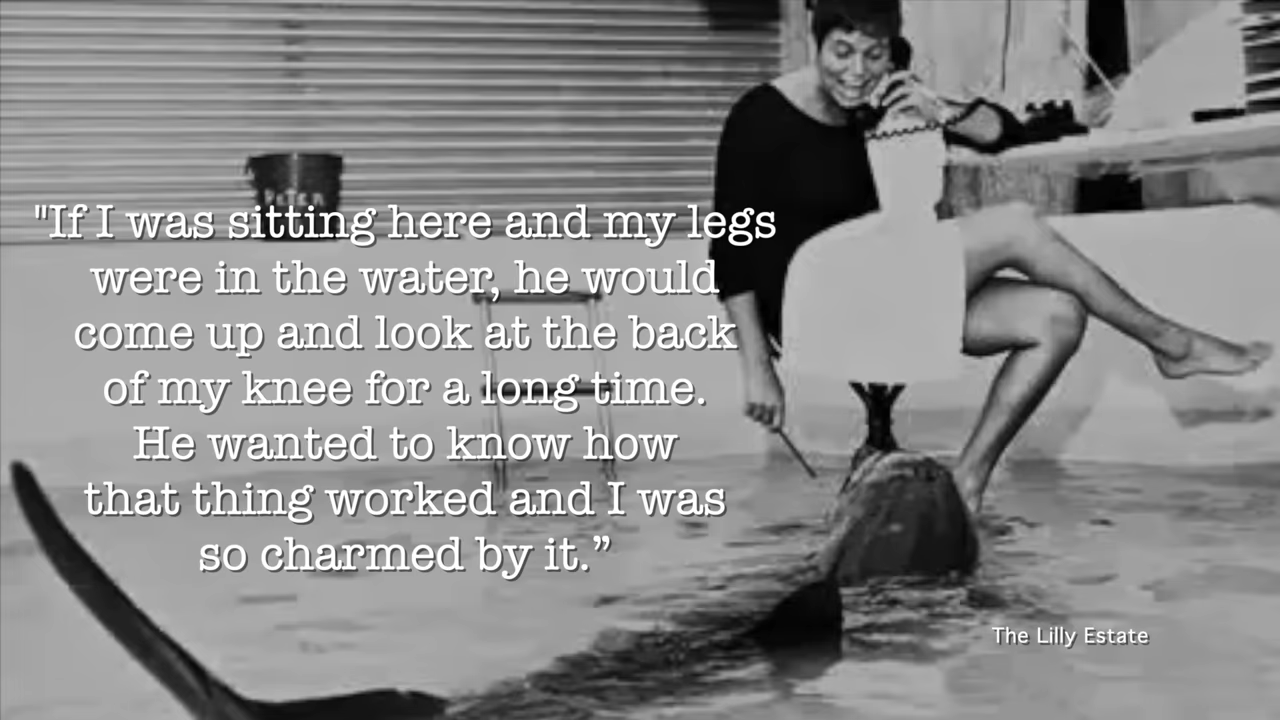 PETER
"If I was sitting here and my legs
were in the water, he would
come up and look at the back
of my knee for a long time.
He wanted to know how
that thing worked and I was
so charmed by it.”
The Lilly Estate